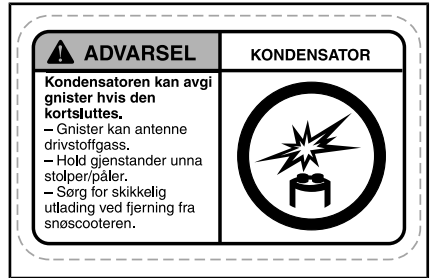 ADVARSEL
KONDENSATOR
Kondensatoren kan avgi
gnister hvis den
kortsluttes.
– Gnister kan antenne
drivstoffgass.
– Hold gjenstander unna
stolper/påler.
– Sørg for skikkelig
utlading ved fjerning fra
snøscooteren.